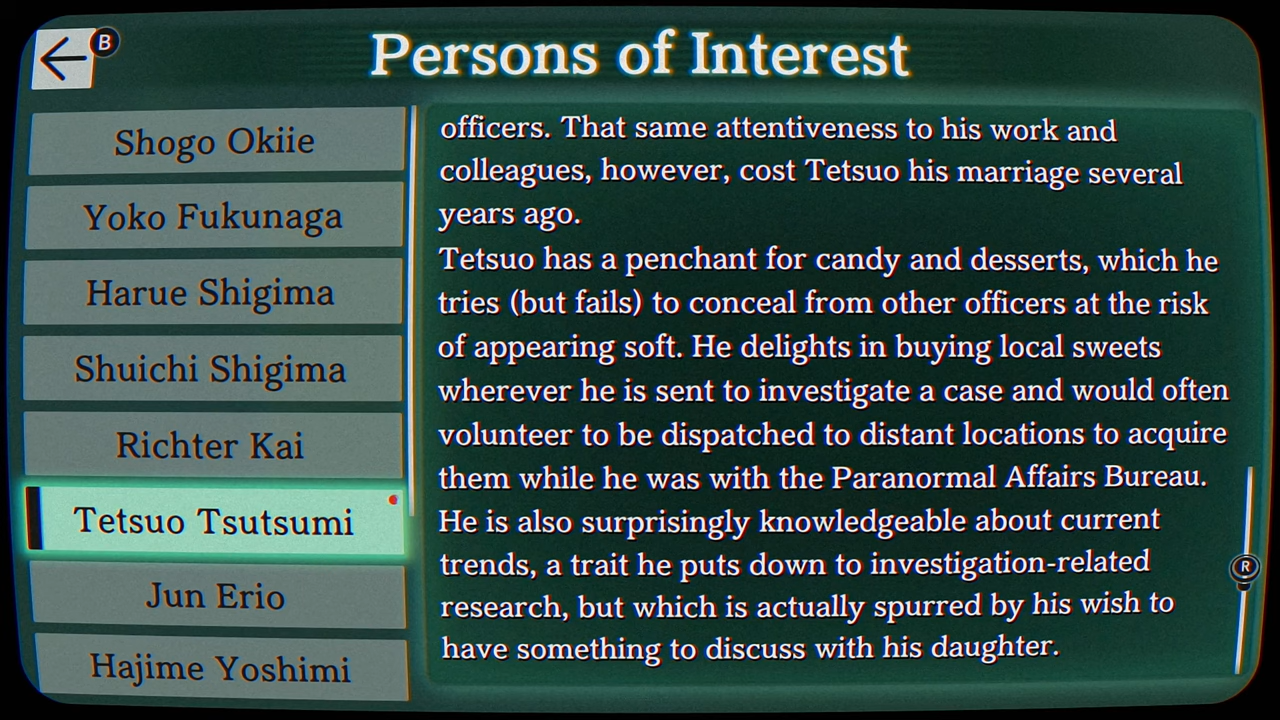 B
Persons of Interest
Shogo Okiie
Yoko Fukunaga
Harue Shigima
Shuichi Shigima
Richter Kai
Tetsuo Tsutsumi
Jun Erio
Hajime Yoshimi
officers. That same attentiveness to his work and
colleagues, however, cost Tetsuo his marriage several
years ago.
Tetsuo has a penchant for candy and desserts, which he
tries (but fails) to conceal from other officers at the risk
of appearing soft. He delights in buying local sweets
wherever he is sent to investigate a case and would often
volunteer to be dispatched to distant locations to acquire
them while he was with the Paranormal Affairs Bureau.
He is also surprisingly knowledgeable about current
trends, a trait he puts down to investigation-related
research, but which is actually spurred by his wish to
have something to discuss with his daughter.
R